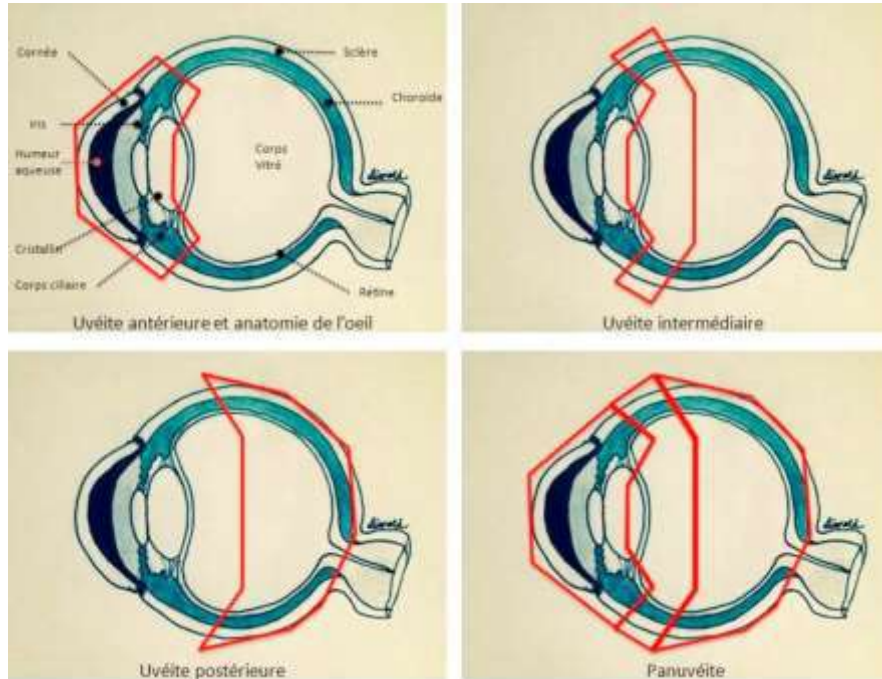 Cornée
Sclère
Choroïde
Iris
Humeur
aqueuse
Corps
Vitré
Cristallin
Corps ciliaire
Rétine
Uvéite antérieure et anatomie de l'oeil
Uvéite intermédiaire
Uvéite postérieure
Panuvéite